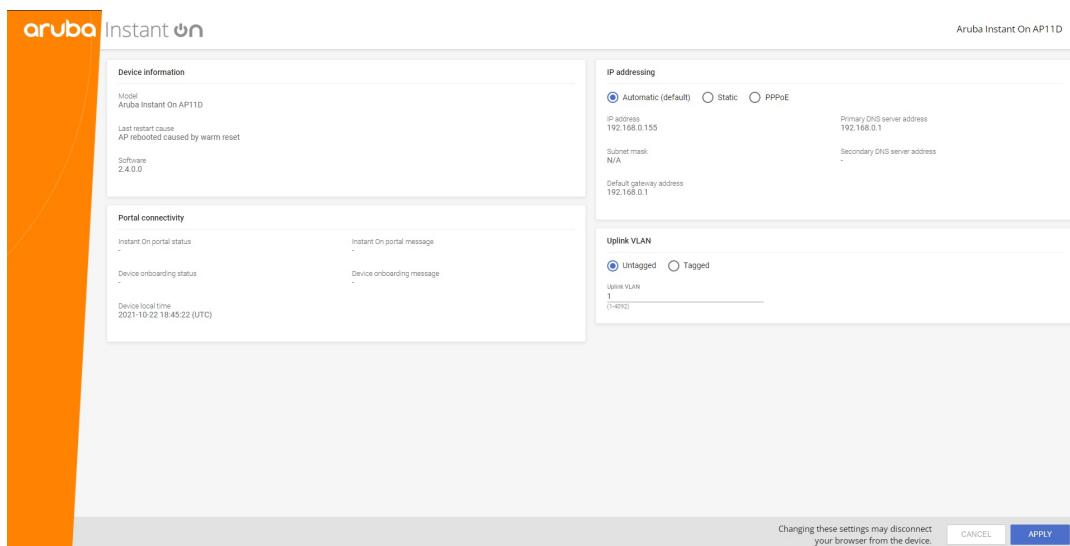 aruba Instant On
Aruba Instant On AP11D
Device information
Model
Aruba Instant On AP11D
Last restart cause
AP rebooted caused by warm reset
Software
2.4.0.0
Portal connectivity
Instant On portal status
-
Instant On portal message
-
Device onboarding status
-
Device onboarding message
-
Device local time
2021-10-22 18:45:22 (UTC)
IP addressing
Automatic (default) Static PPPoE
IP address
192.168.0.155
Primary DNS server address
192.168.0.1
Subnet mask
N/A
Secondary DNS server address
-
Default gateway address
192.168.0.1
Uplink VLAN
Untagged Tagged
Uplink VLAN
1
(1-4092)
Changing these settings may disconnect
your browser from the device.
CANCEL APPLY